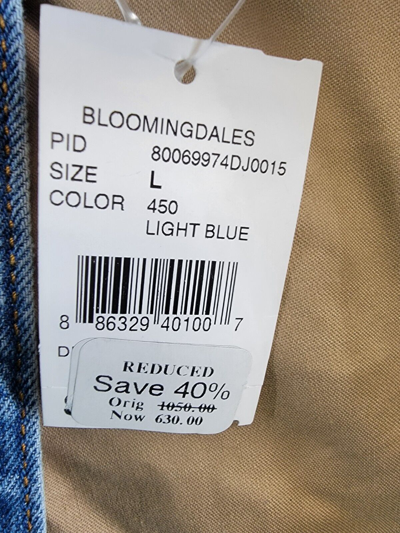 BLOOMINGDALES
PID 80069974DJ0015
SIZE L
COLOR 450
LIGHT BLUE
8 86329 40100 7
D
REDUCED
Save 40%
Orig 1050.00
Now 630.00